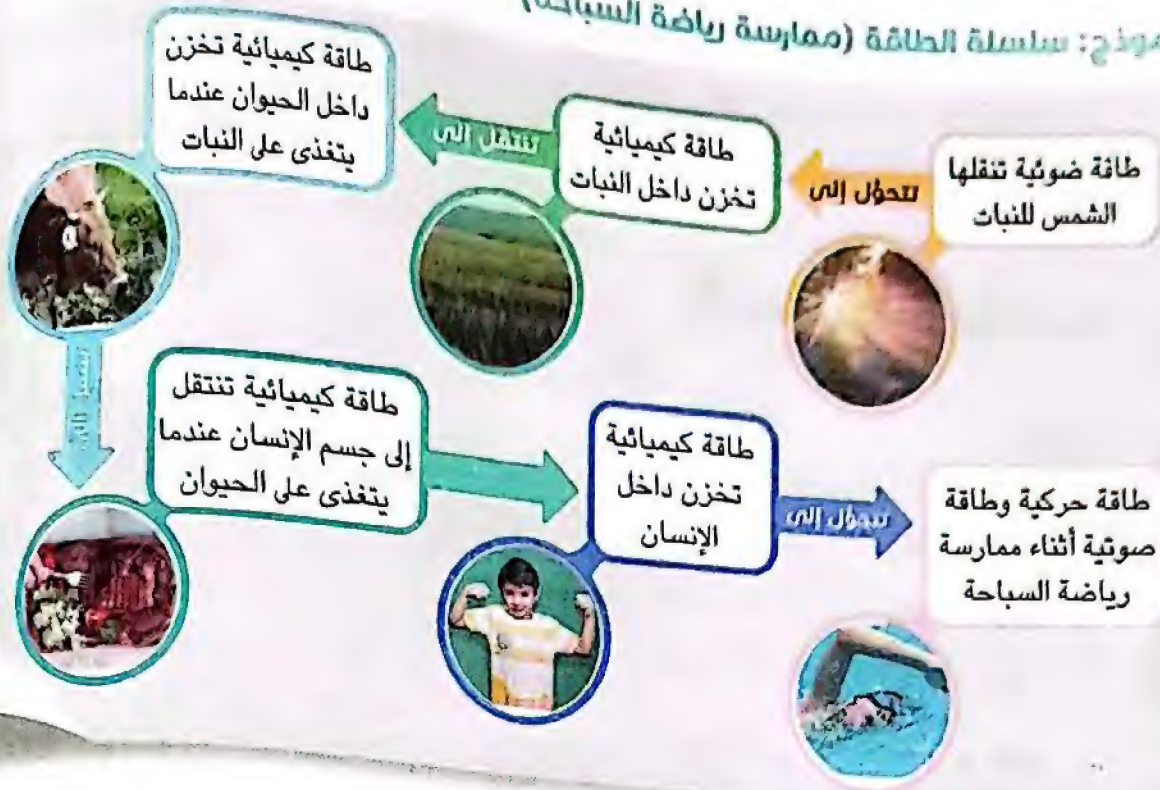 سلسلة الطاقة (ممارسة رياضة السباحة)
طاقة ضوئية تنقلها
الشمس للنبات
تتحول إلى
طاقة كيميائية
تخزن داخل النبات
تنتقل إلى
طاقة كيميائية تخزن
داخل الحيوان عندما
يتغذى على النبات
طاقة كيميائية تنتقل
إلى جسم الإنسان عندما
يتغذى على الحيوان
طاقة كيميائية
تخزن داخل
الإنسان
تتحول إلى
طاقة حركية وطاقة
صوتية أثناء ممارسة
رياضة السباحة